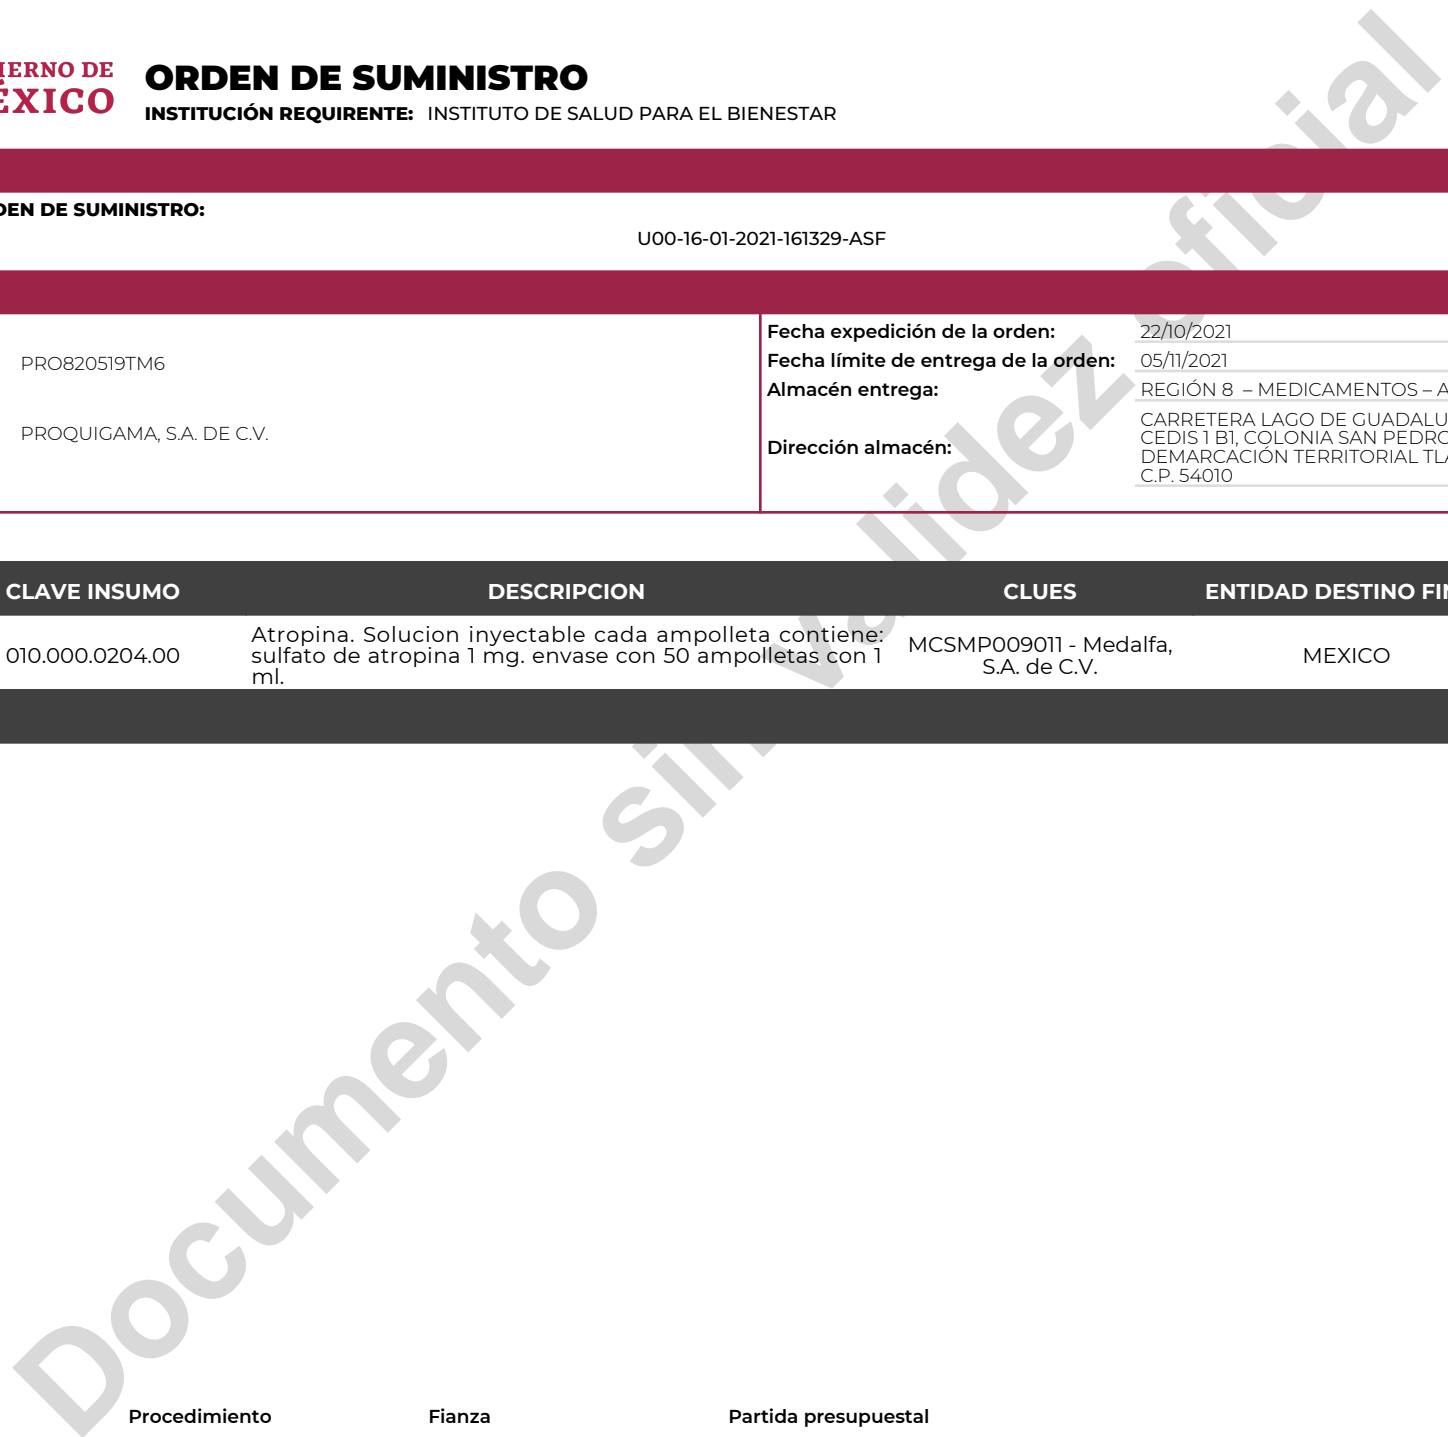 IERNO DE
ÉXICO
ORDEN DE SUMINISTRO
INSTITUCIÓN REQUIRENTE: INSTITUTO DE SALUD PARA EL BIENESTAR
DEN DE SUMINISTRO:
U00-16-01-2021-161329-ASF
PRO820519TM6
PROQUIGAMA, S.A. DE C.V.
Fecha expedición de la orden: 22/10/2021
Fecha límite de entrega de la orden: 05/11/2021
Almacén entrega: REGIÓN 8 – MEDICAMENTOS – A
Dirección almacén:
CARRETERA LAGO DE GUADALU
CEDIS 1 B1, COLONIA SAN PEDRO
DEMARCACIÓN TERRITORIAL TLA
C.P. 54010
CLAVE INSUMO DESCRIPCION CLUES ENTIDAD DESTINO FIN
010.000.0204.00
Atropina. Solucion inyectable cada ampolleta contiene:
sulfato de atropina 1 mg. envase con 50 ampolletas con 1
ml.
MCSMP009011 - Medalfa,
S.A. de C.V.
MEXICO
Documento sin validez oficial
Procedimiento Fianza Partida presupuestal